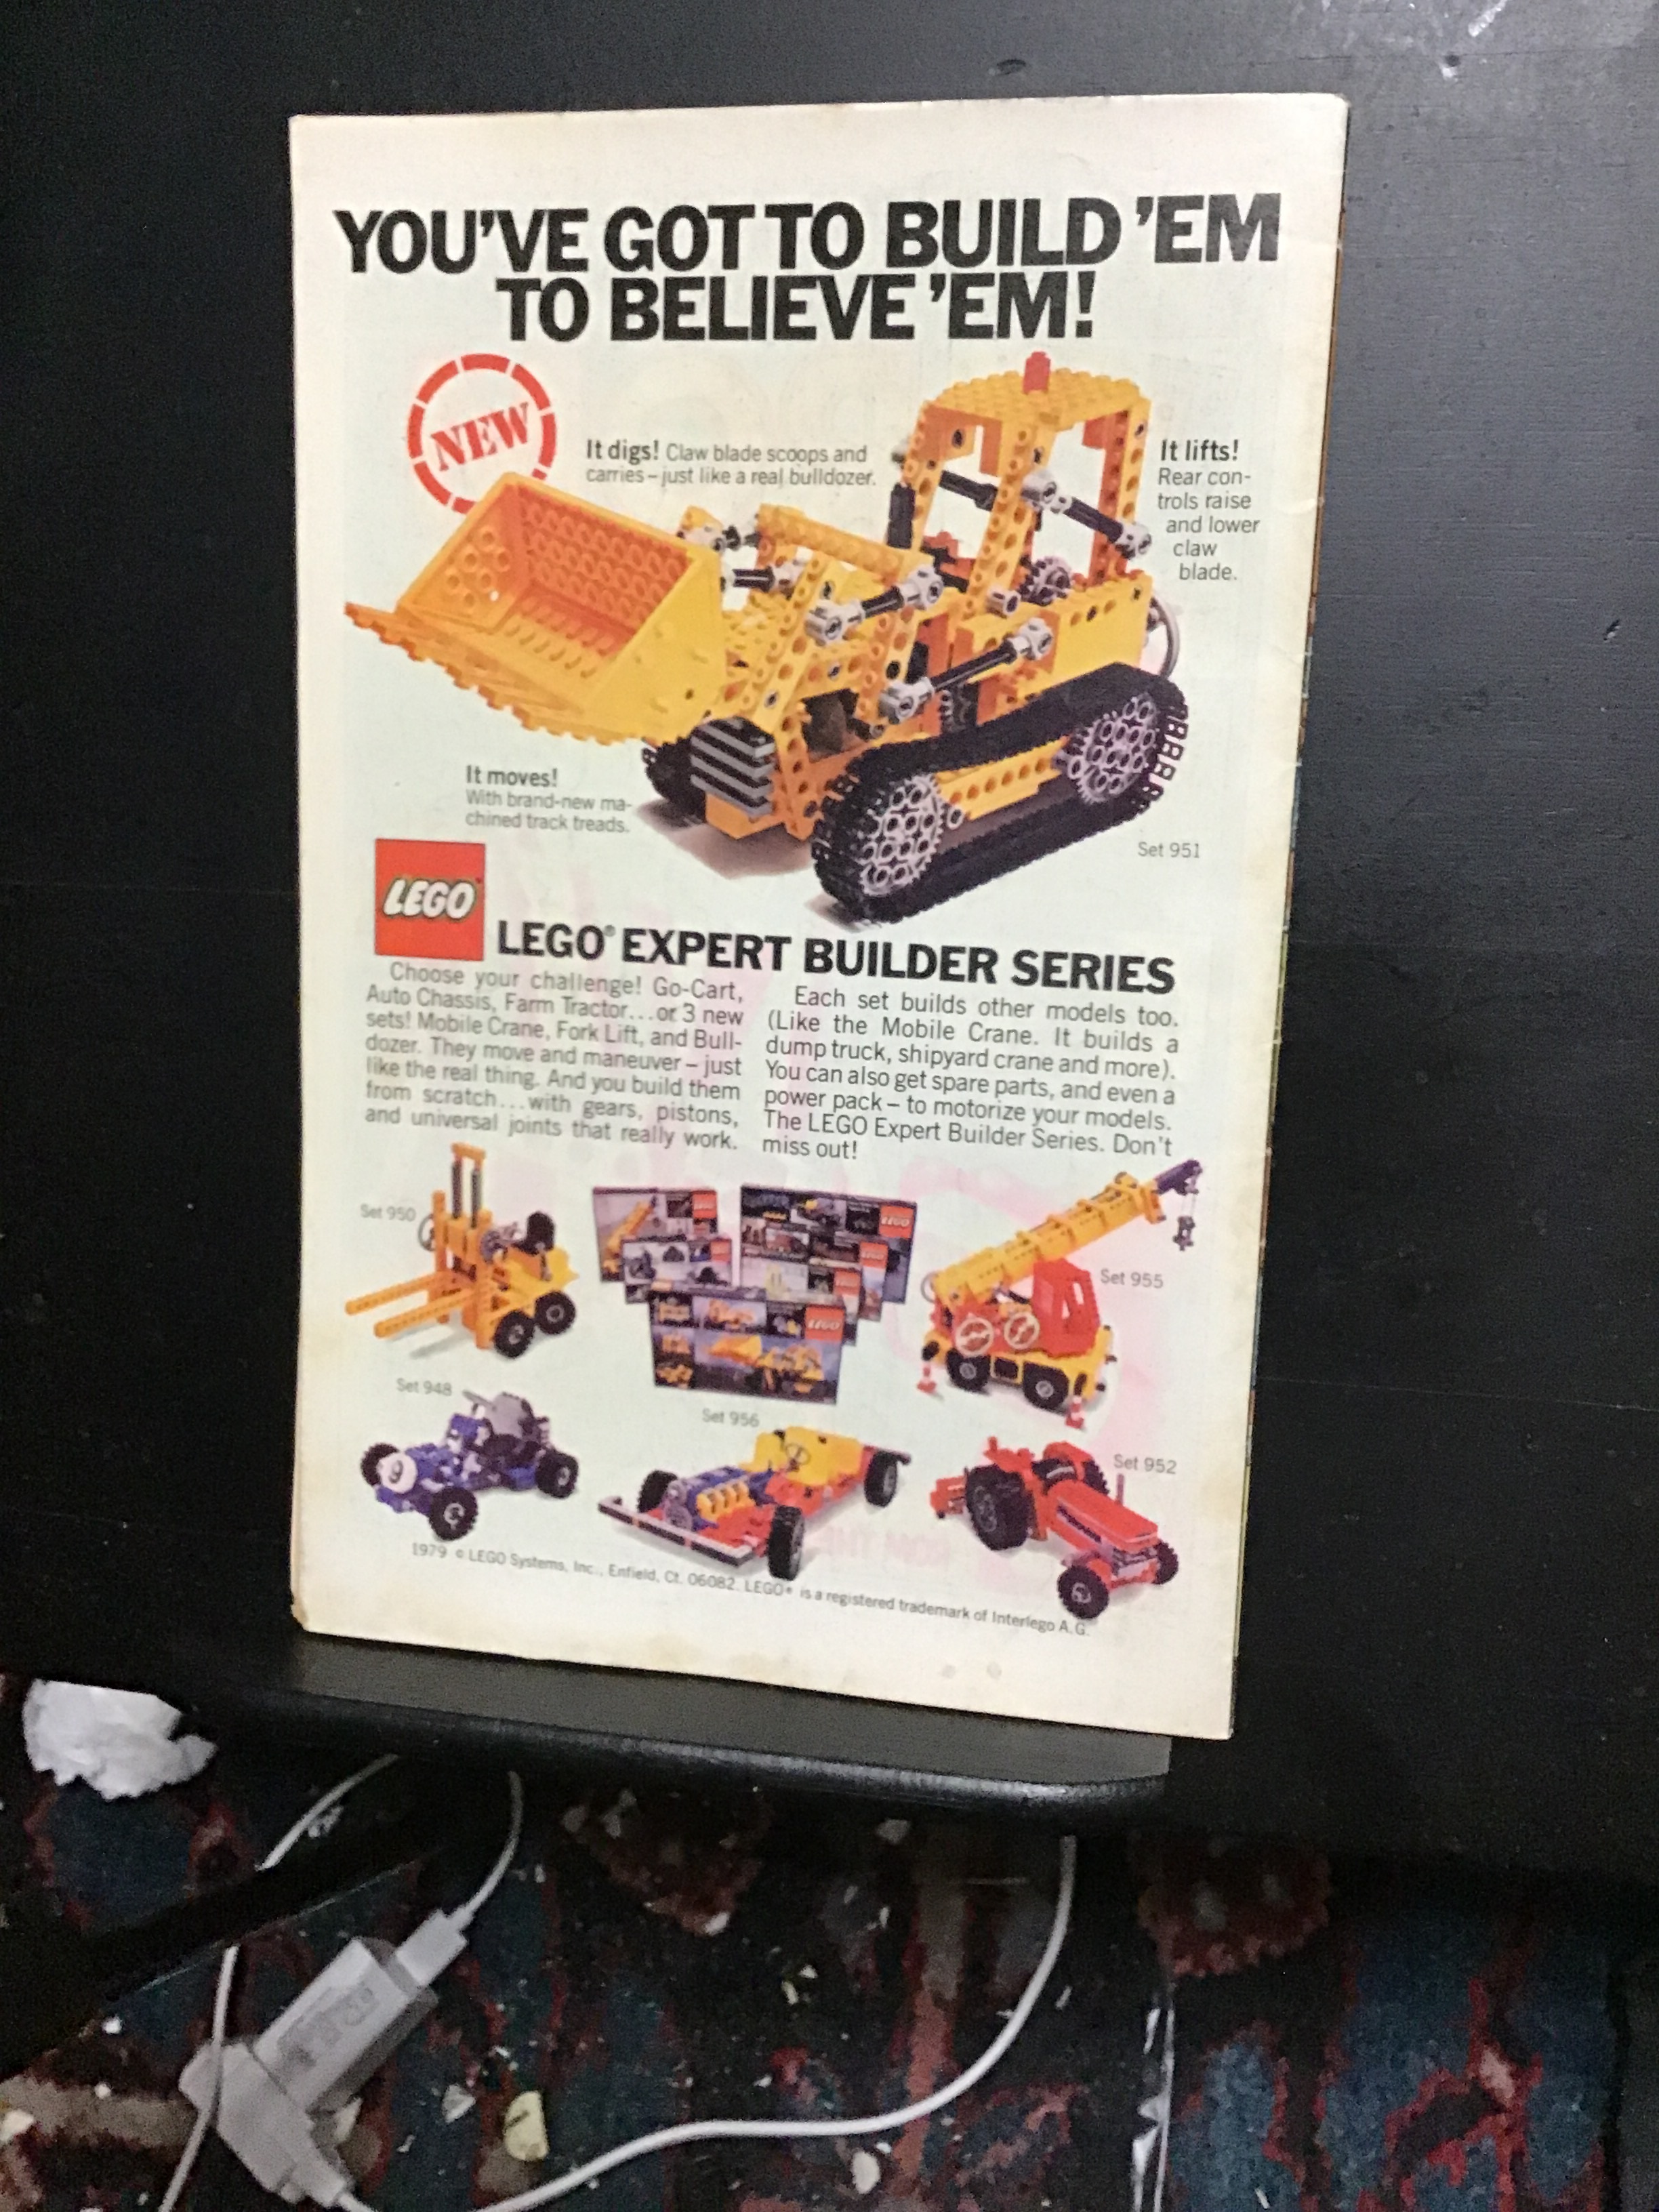 YOU'VE GOT TO BUILD 'EM
TO BELIEVE 'EM!
NEW
It digs! Claw blade scoops and
carries – just like a real bulldozer.
It lifts!
Rear con-
trols raise
and lower
claw
blade.
It moves!
With brand-new ma-
chined track treads.
Set 951
LEGO
LEGO® EXPERT BUILDER SERIES
Choose your challenge! Go-Cart,
Auto Chassis, Farm Tractor...or 3 new
sets! Mobile Crane, Fork Lift, and Bull-
dozer. They move and maneuver – just
like the real thing. And you build them
from scratch...with gears, pistons,
and universal joints that really work.
Each set builds other models too.
(Like the Mobile Crane. It builds a
dump truck, shipyard crane and more).
You can also get spare parts, and even a
power pack – to motorize your models.
The LEGO Expert Builder Series. Don't
miss out!
Set 950
LEGO
LEGO
Set 955
Set 948
9
Set 956
Set 952
1979 © LEGO Systems, Inc., Enfield, Ct. 06082. LEGO® is a registered trademark of Interlego A.G.